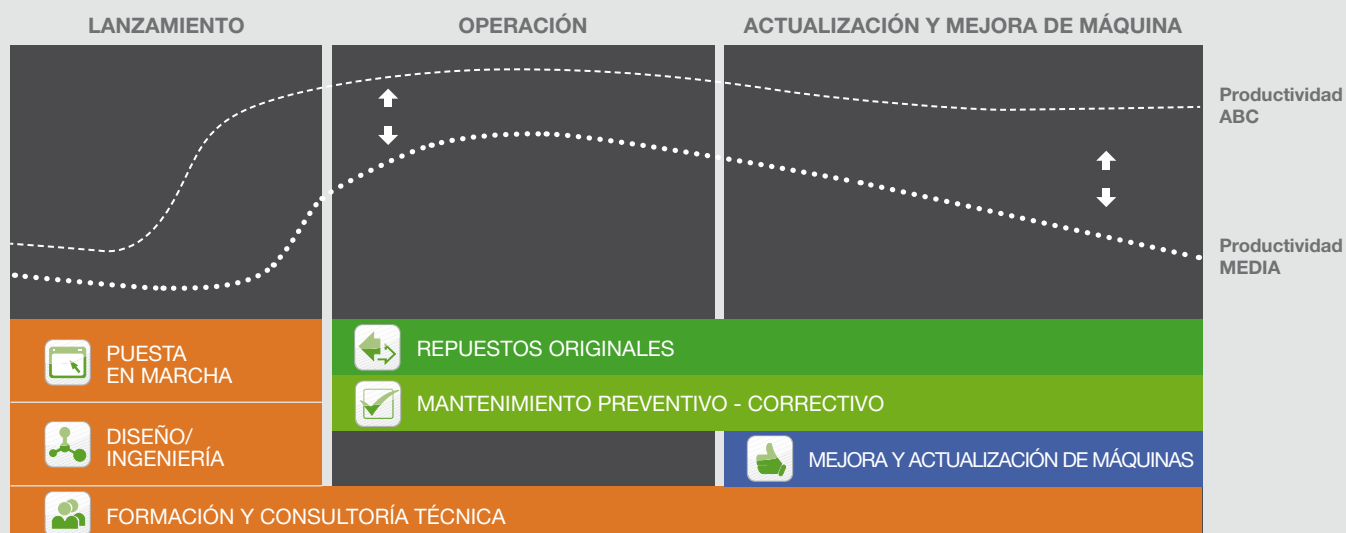 LANZAMIENTO
OPERACIÓN
ACTUALIZACIÓN Y MEJORA DE MÁQUINA
Productividad
ABC
Productividad
MEDIA
PUESTA
EN MARCHA
DISEÑO/
INGENIERÍA
REPUESTOS ORIGINALES
MANTENIMIENTO PREVENTIVO - CORRECTIVO
MEJORA Y ACTUALIZACIÓN DE MÁQUINAS
FORMACIÓN Y CONSULTORÍA TÉCNICA